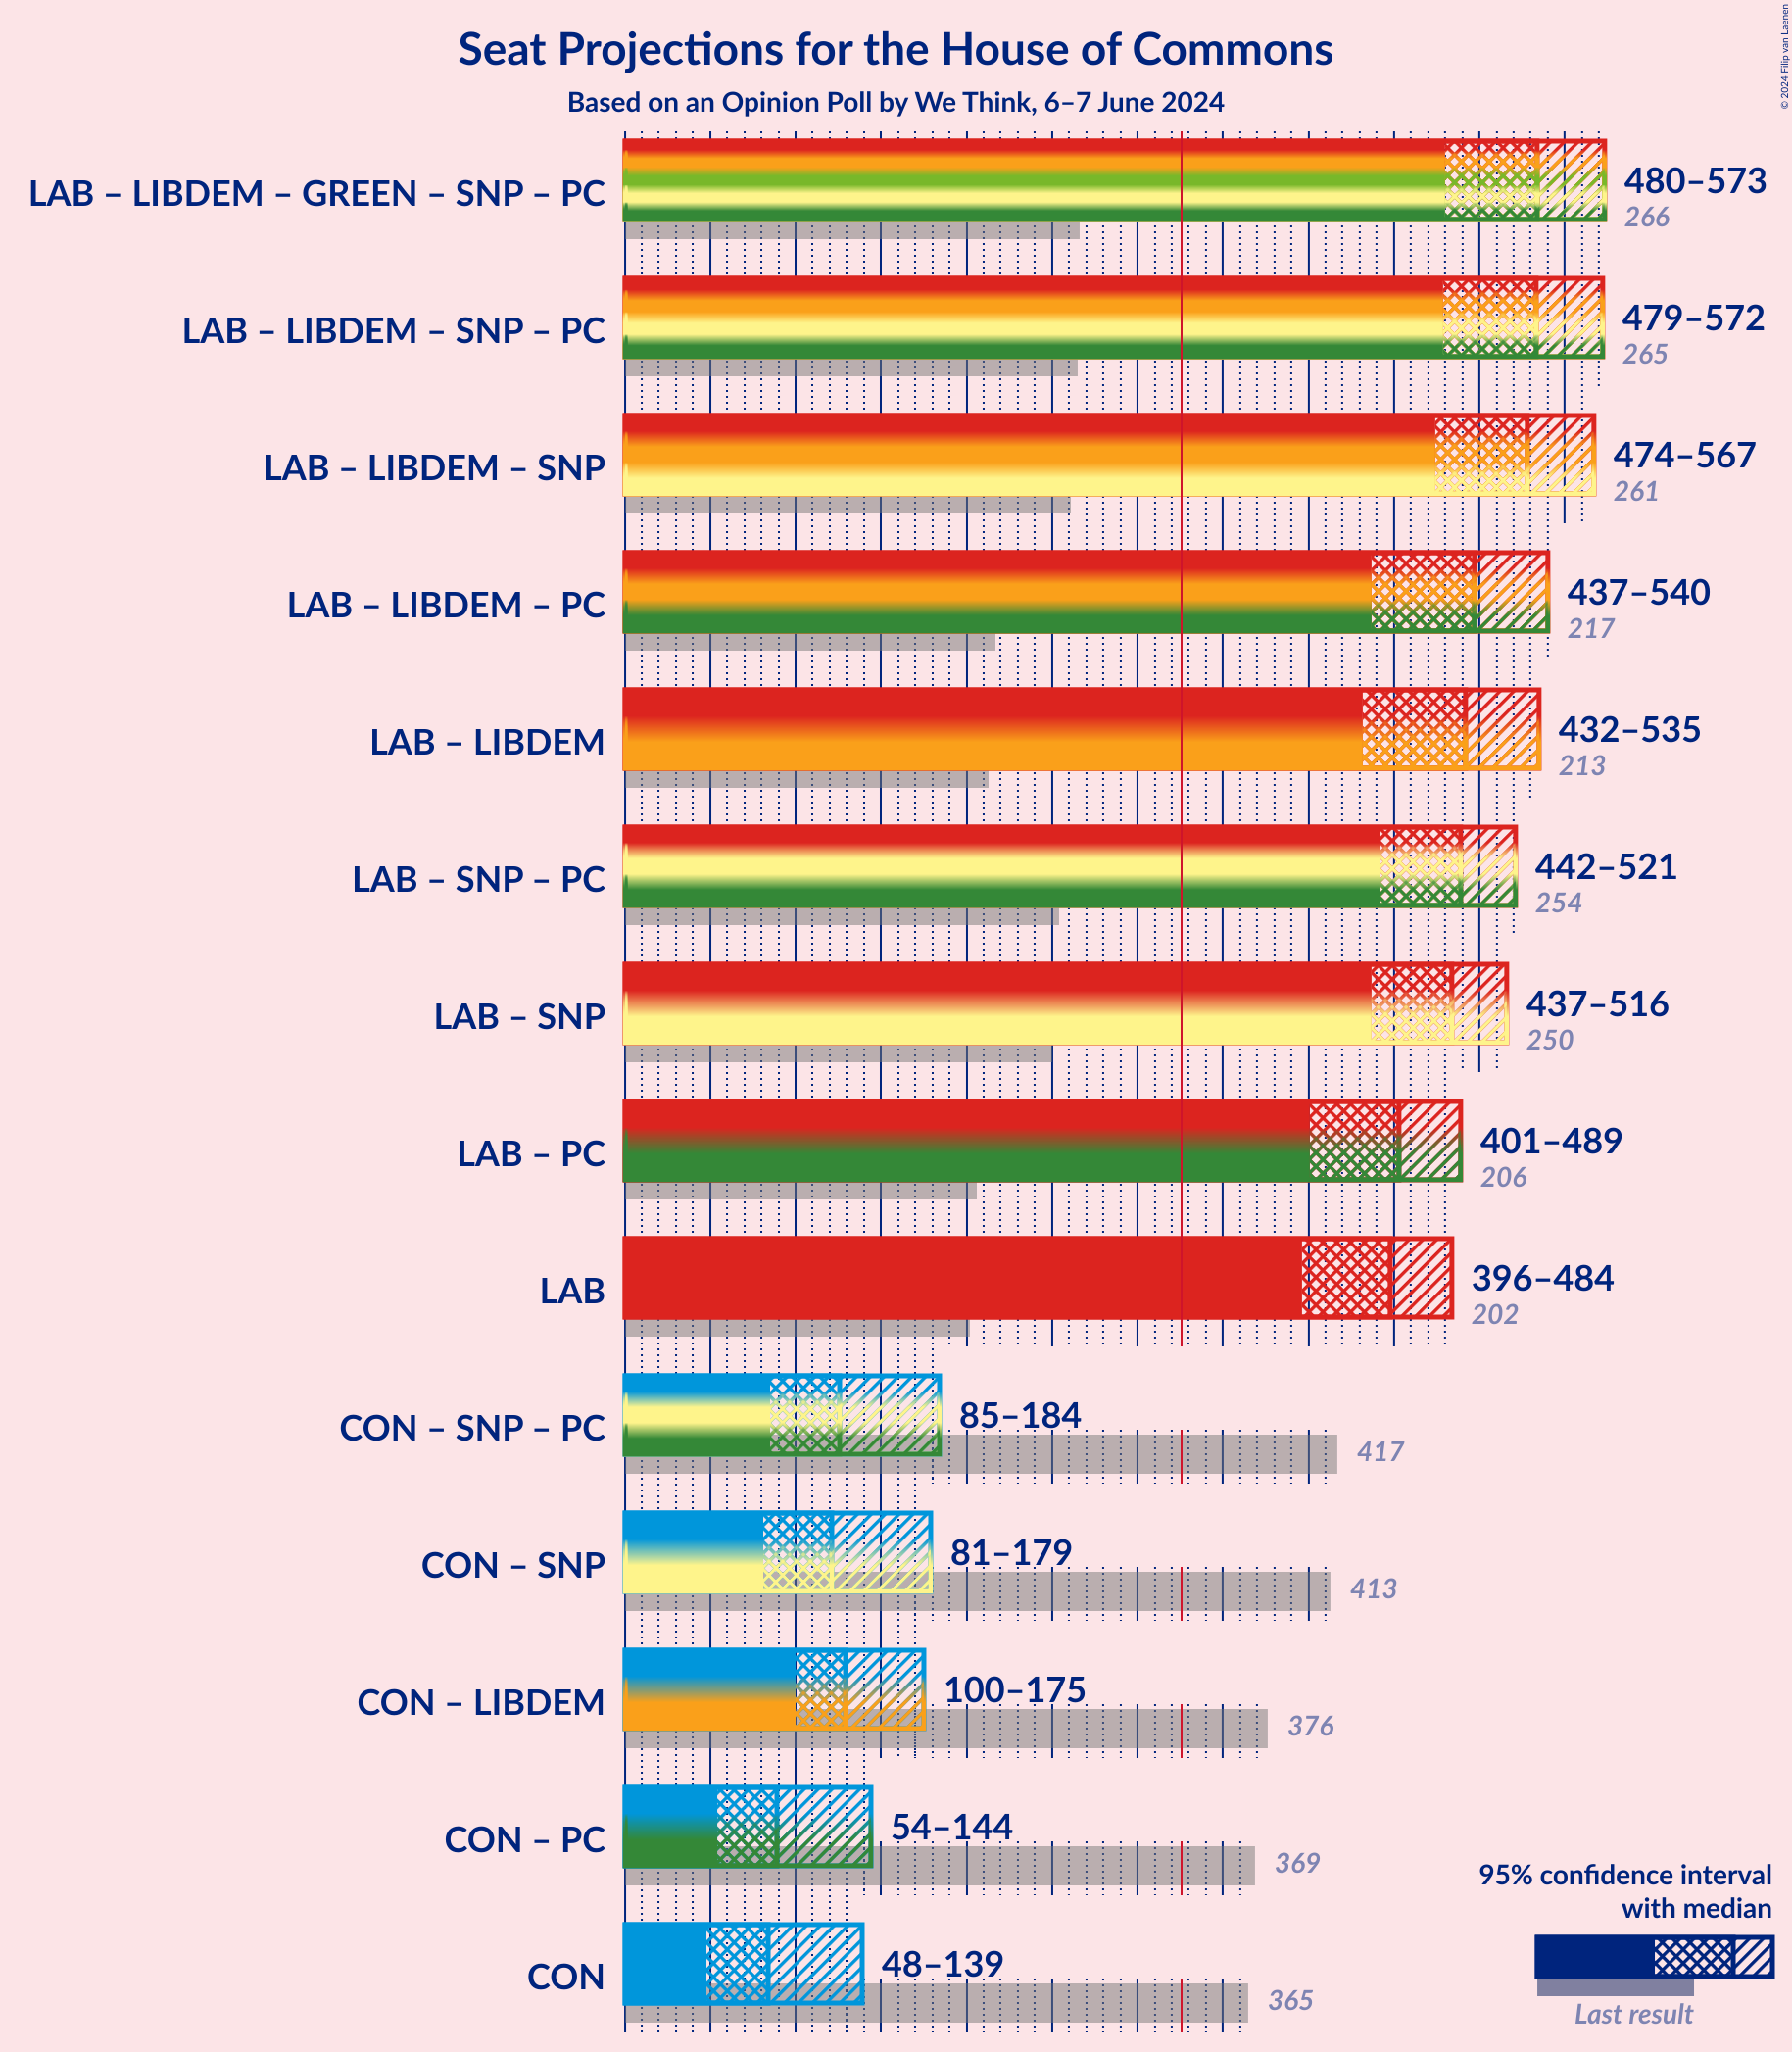 Seat Projections for the House of Commons
Based on an Opinion Poll by We Think, 6–7 June 2024
© 2024 Filip van Laenen
LAB – LIBDEM – GREEN – SNP – PC
480–573
266
LAB – LIBDEM – SNP – PC
479–572
265
LAB – LIBDEM – SNP
474–567
261
LAB – LIBDEM – PC
437–540
217
LAB – LIBDEM
432–535
213
LAB – SNP – PC
442–521
254
LAB – SNP
437–516
250
LAB – PC
401–489
206
LAB
396–484
202
CON – SNP – PC
85–184
417
CON – SNP
81–179
413
CON – LIBDEM
100–175
376
CON – PC
54–144
369
CON
48–139
365
95% confidence interval
with median
Last result